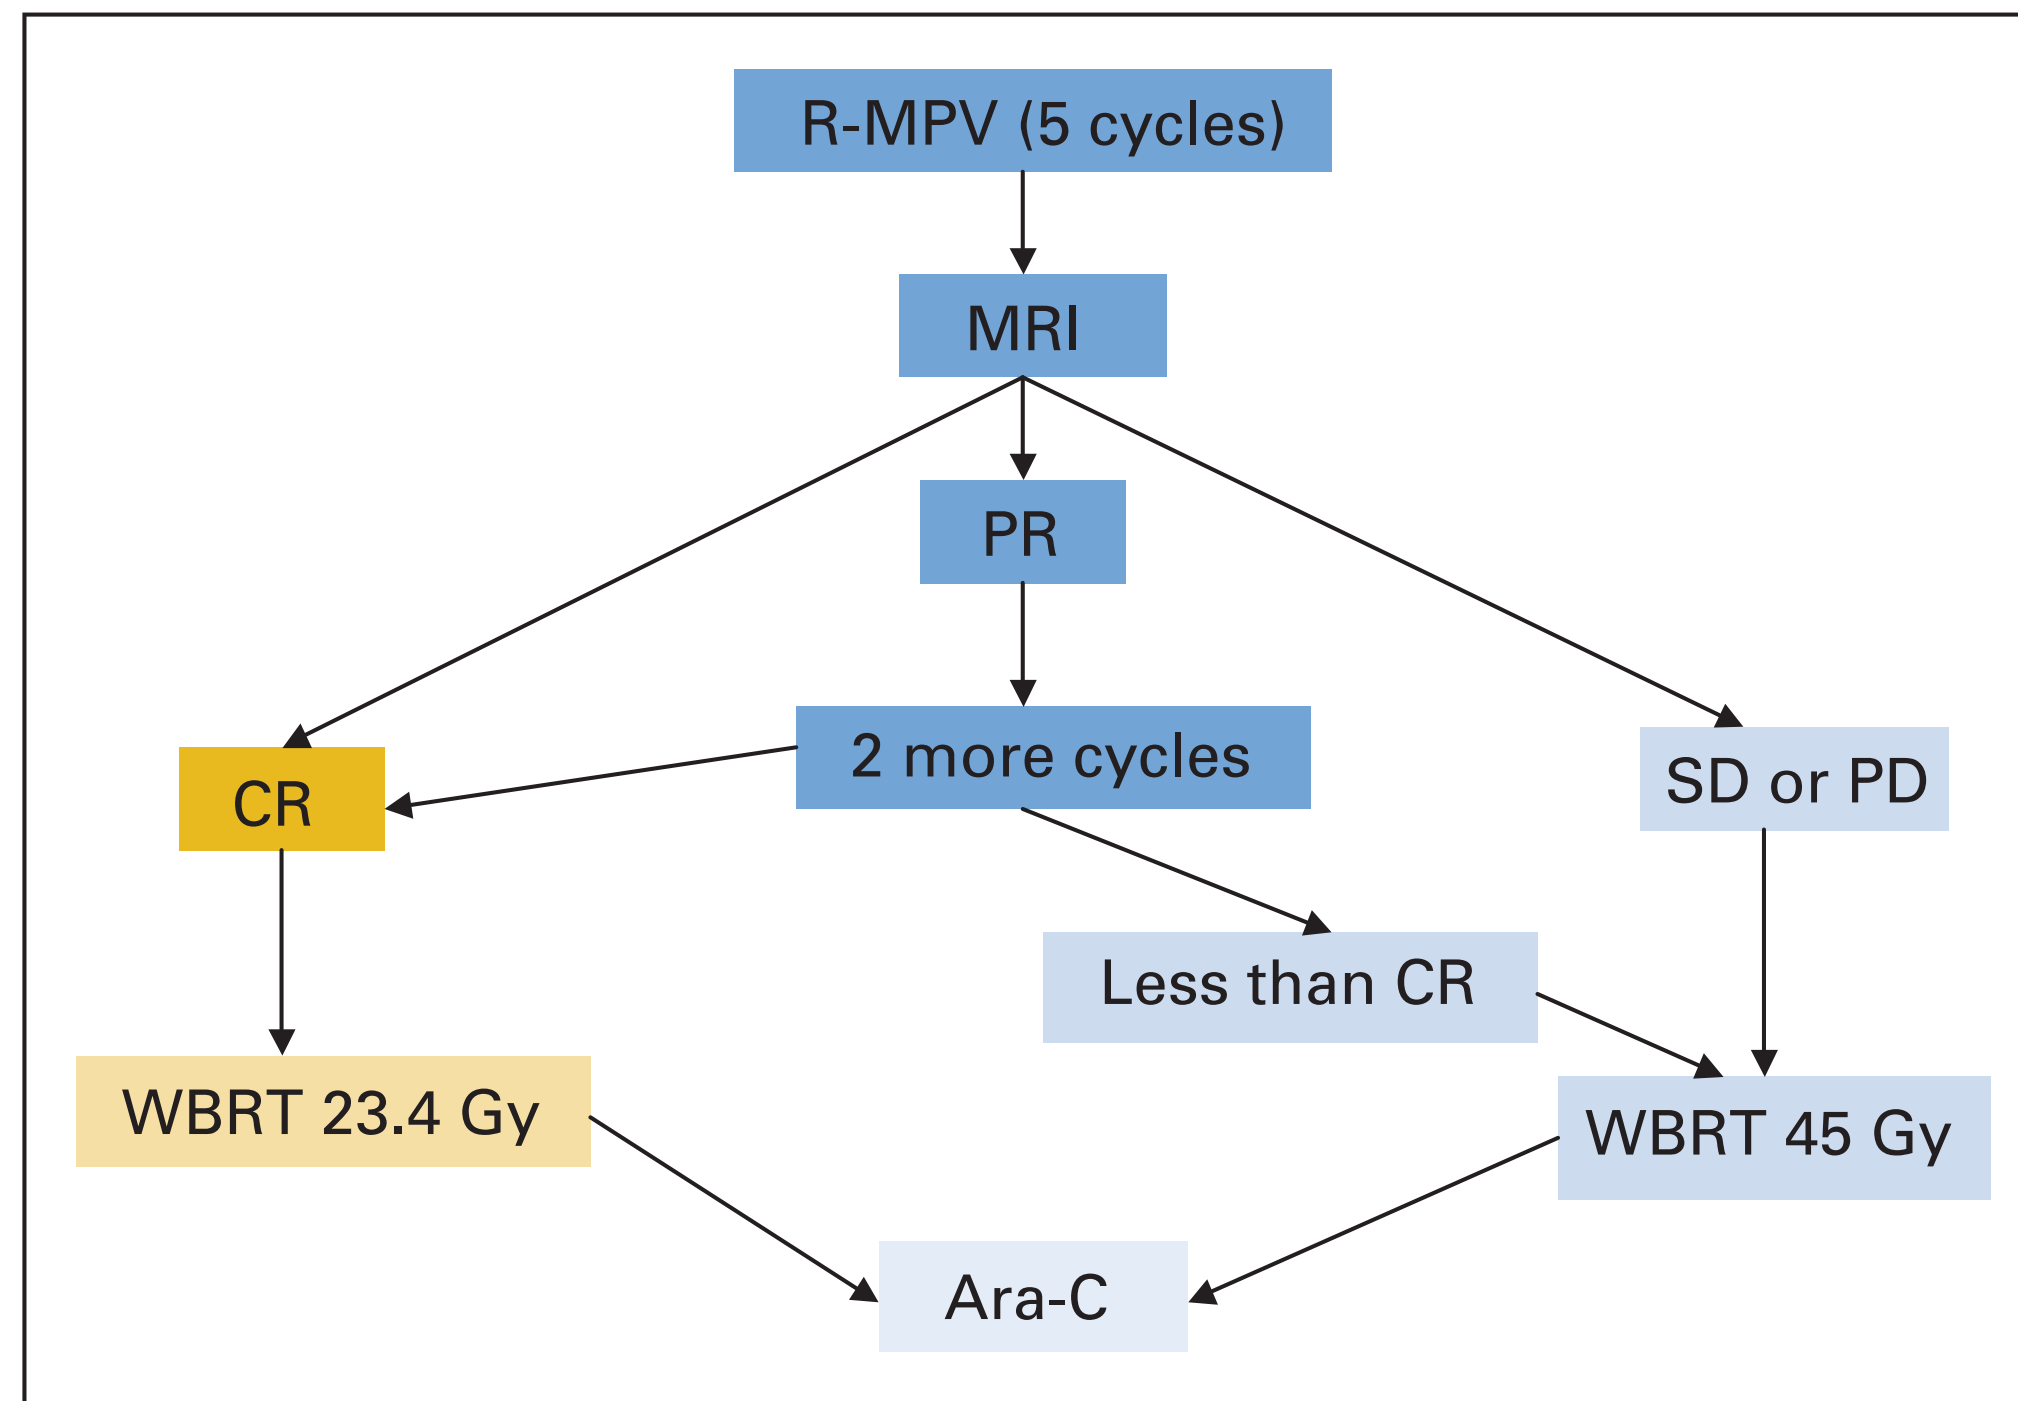 R-MPV (5 cycles)
MRI
PR
2 more cycles
CR
SD or PD
Less than CR
WBRT 23.4 Gy
WBRT 45 Gy
Ara-C